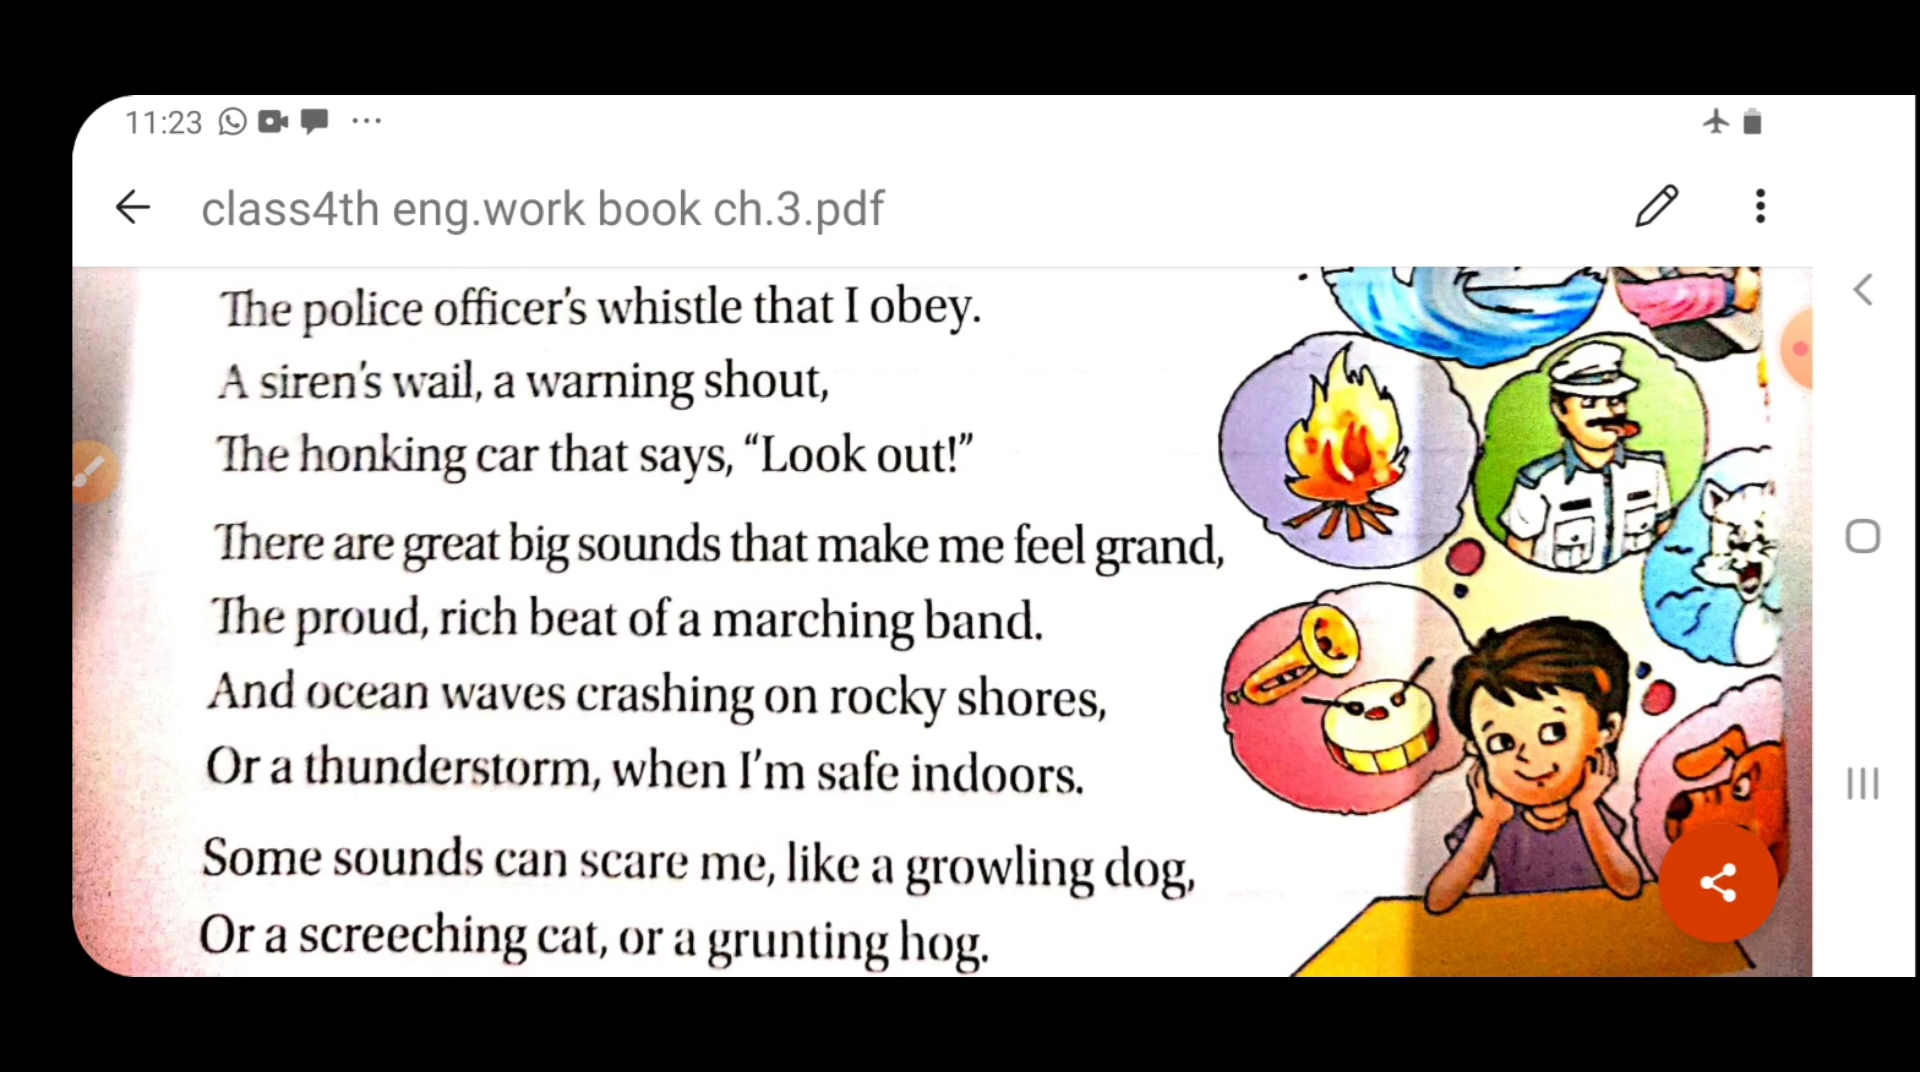 11:23
class4th eng.work book ch.3.pdf
The police officer's whistle that I obey.
A siren's wail, a warning shout,
The honking car that says, “Look out!”
There are great big sounds that make me feel grand,
The proud, rich beat of a marching band.
And ocean waves crashing on rocky shores,
Or a thunderstorm, when I'm safe indoors.
Some sounds can scare me, like a growling dog,
Or a screeching cat, or a grunting hog.